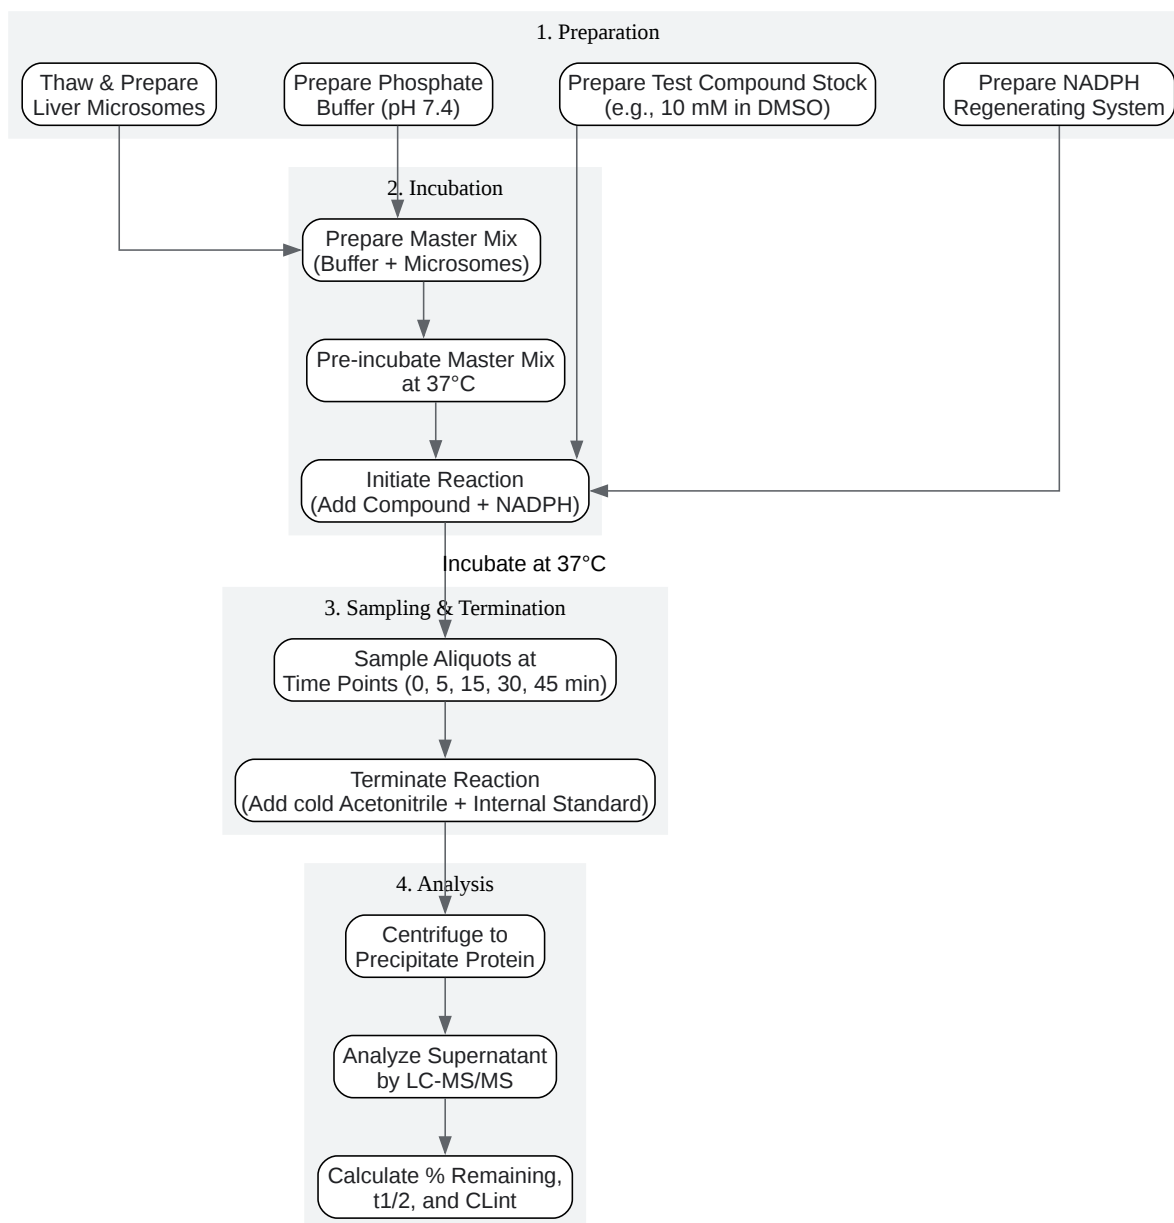 1. Preparation
Thaw & Prepare
Liver Microsomes
Prepare Phosphate
Buffer (pH 7.4)
Prepare Test Compound Stock
(e.g., 10 mM in DMSO)
Prepare NADPH
Regenerating System
2. Incubation
Prepare Master Mix
(Buffer + Microsomes)
Pre-incubate Master Mix
at 37°C
Initiate Reaction
(Add Compound + NADPH)
Incubate at 37°C
3. Sampling & Termination
Sample Aliquots at
Time Points (0, 5, 15, 30, 45 min)
Terminate Reaction
(Add cold Acetonitrile + Internal Standard)
4. Analysis
Centrifuge to
Precipitate Protein
Analyze Supernatant
by LC-MS/MS
Calculate % Remaining,
t1/2, and CLint